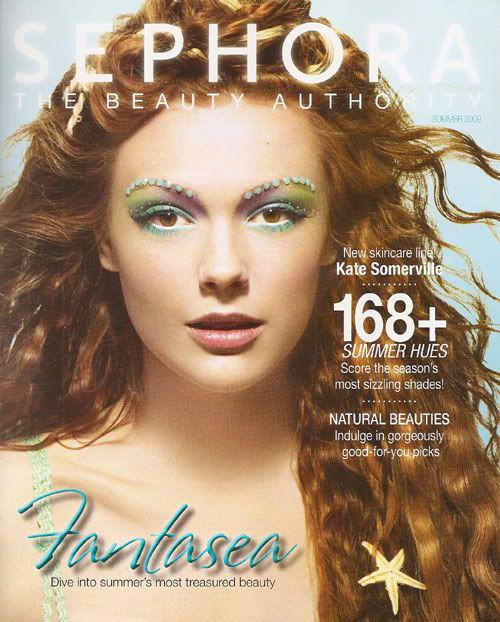 SEPHORA
THE BEAUTY AUTHORITY
SUMMER 2009
New skincare line!
Kate Somerville
168+
SUMMER HUES
Score the season's
most sizzling shades!
NATURAL BEAUTIES
Indulge in gorgeously
good-for-you picks
Fantasea
Dive into summer's most treasured beauty